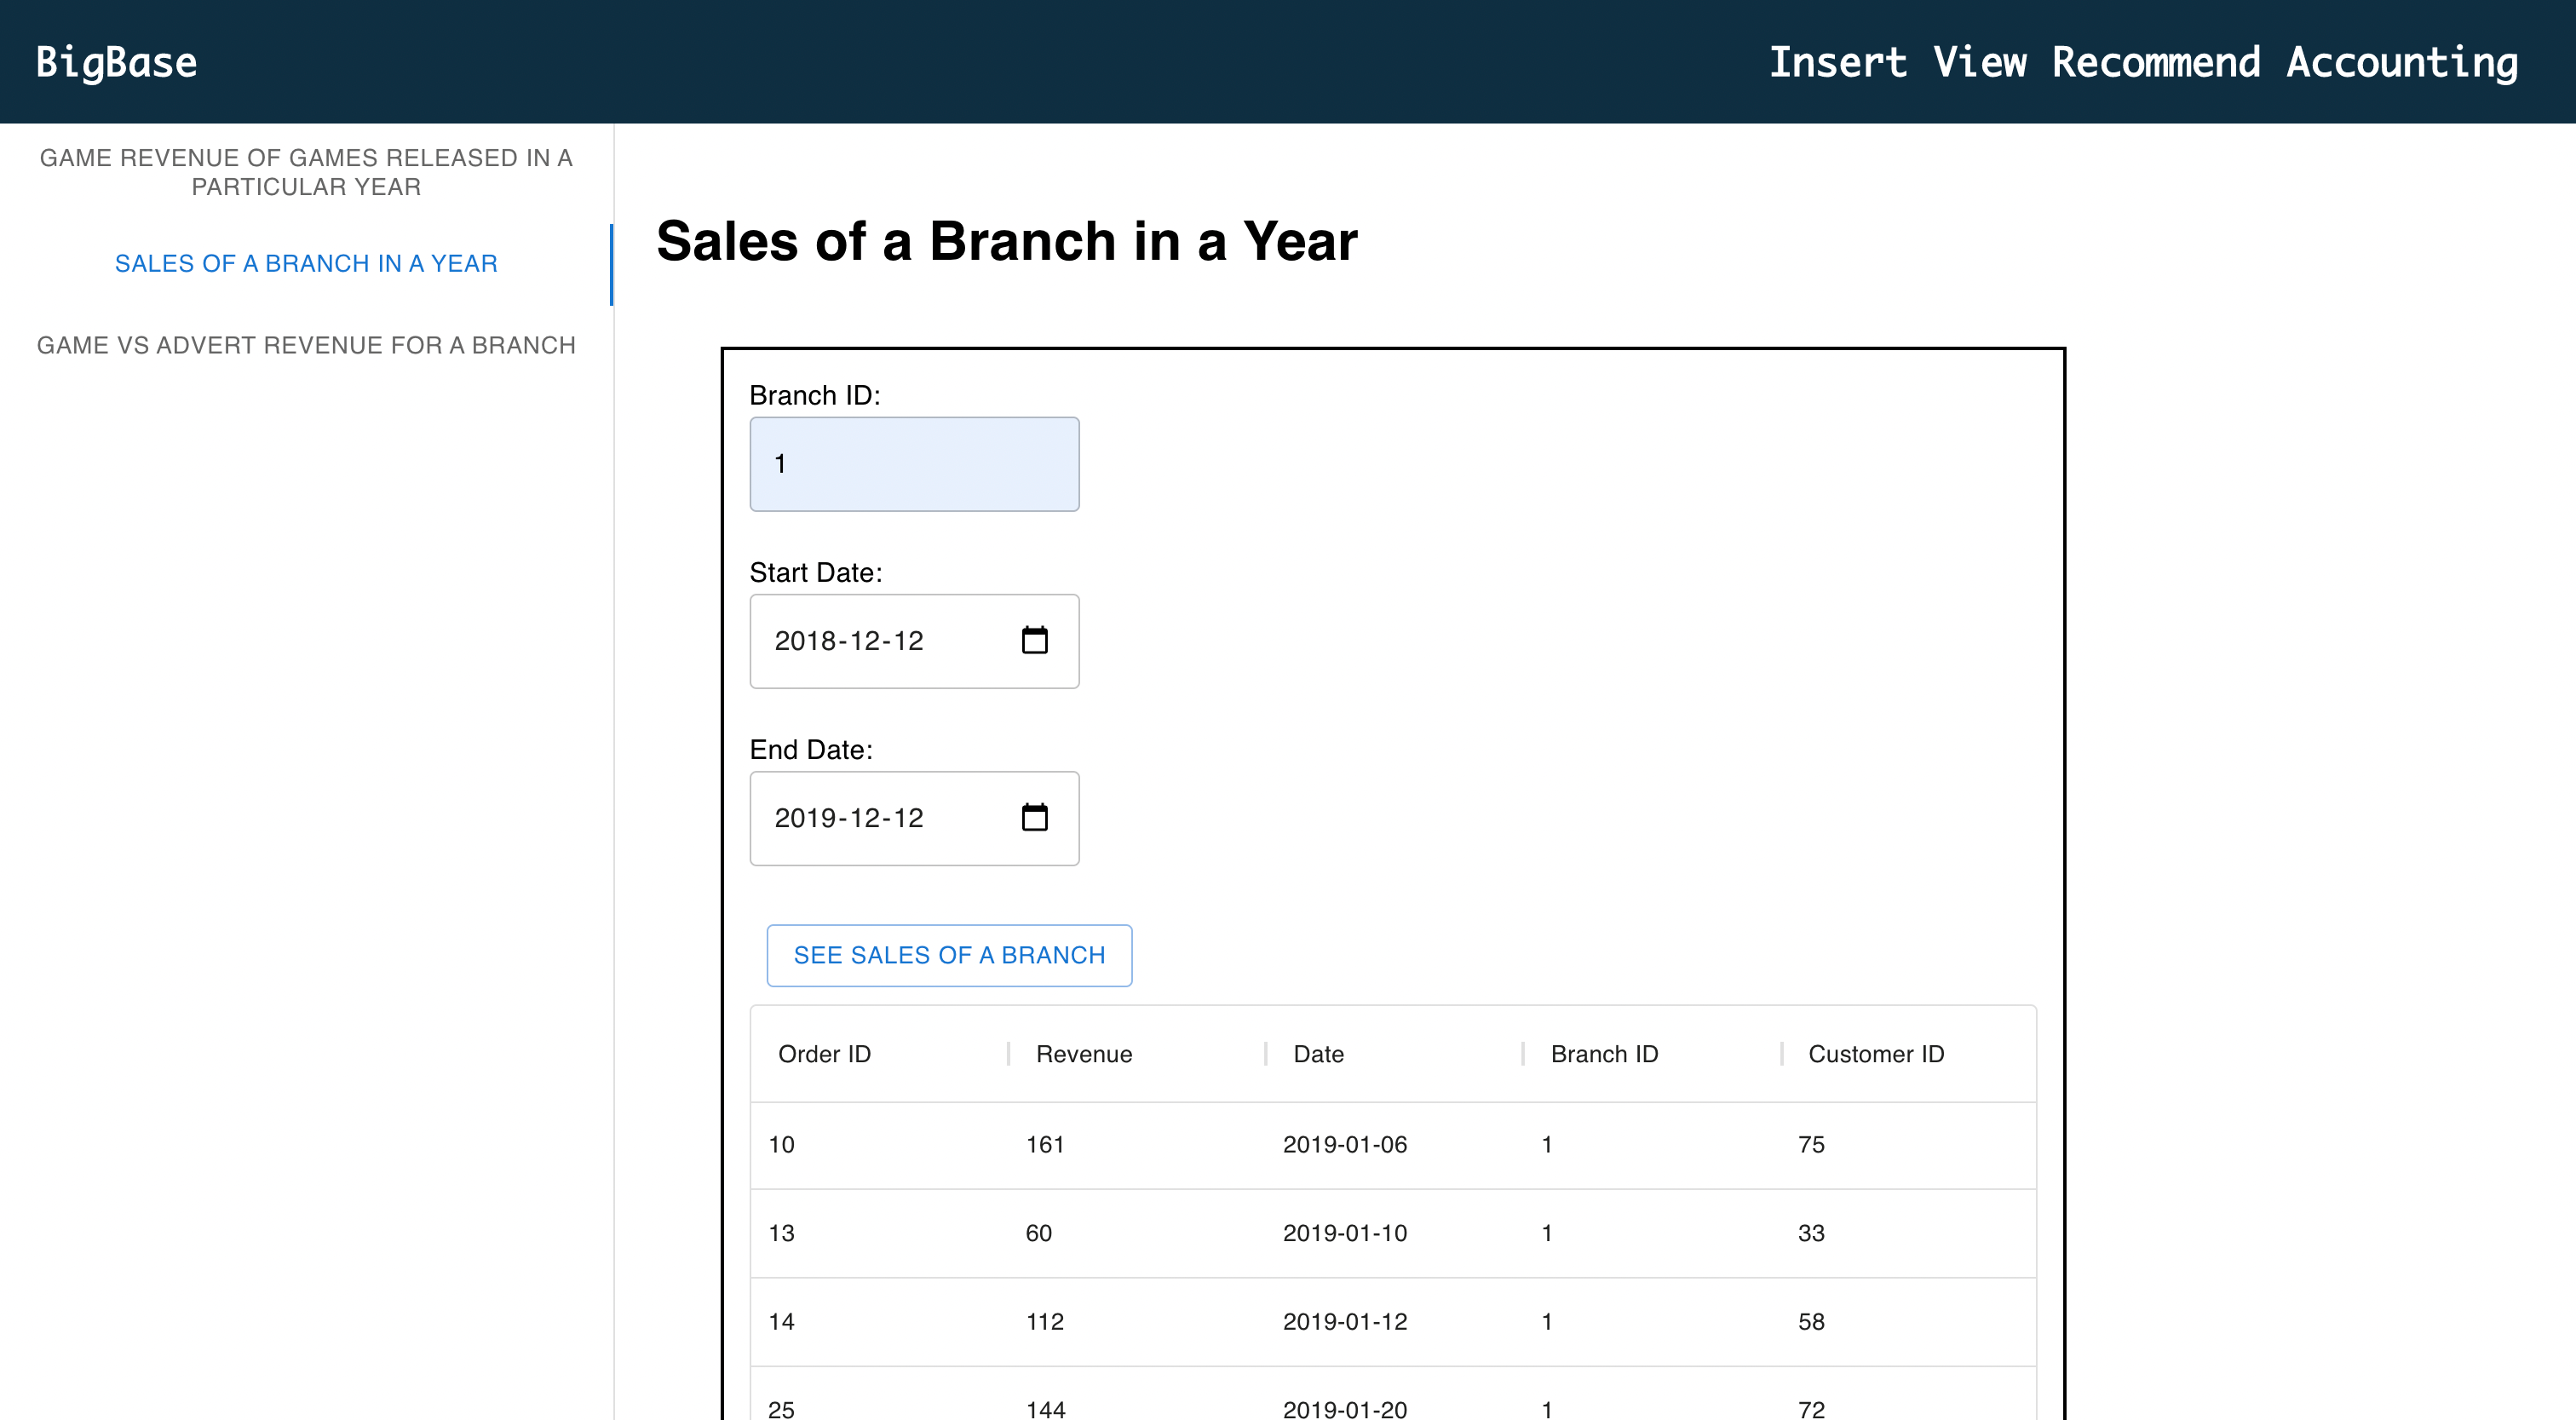 BigBase
Insert View Recommend Accounting
GAME REVENUE OF GAMES RELEASED IN A
PARTICULAR YEAR
SALES OF A BRANCH IN A YEAR
GAME VS ADVERT REVENUE FOR A BRANCH
Sales of a Branch in a Year
Branch ID:
1
Start Date:
2018-12-12
End Date:
2019-12-12
SEE SALES OF A BRANCH
Order ID Revenue Date Branch ID Customer ID
10 161 2019-01-06 1 75
13 60 2019-01-10 1 33
14 112 2019-01-12 1 58
25 144 2019-01-20 1 72